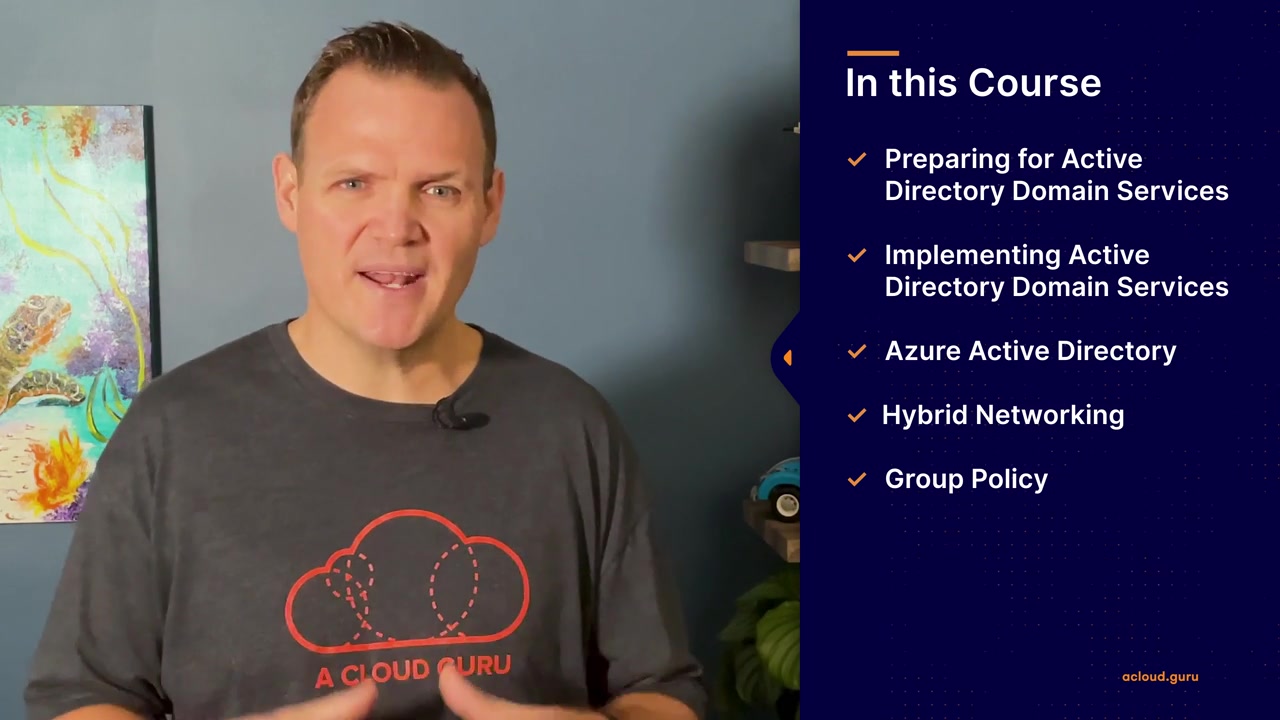 In this Course
Preparing for Active
Directory Domain Services
Implementing Active
Directory Domain Services
Azure Active Directory
Hybrid Networking
Group Policy
A CLOUD GURU
acloud.guru